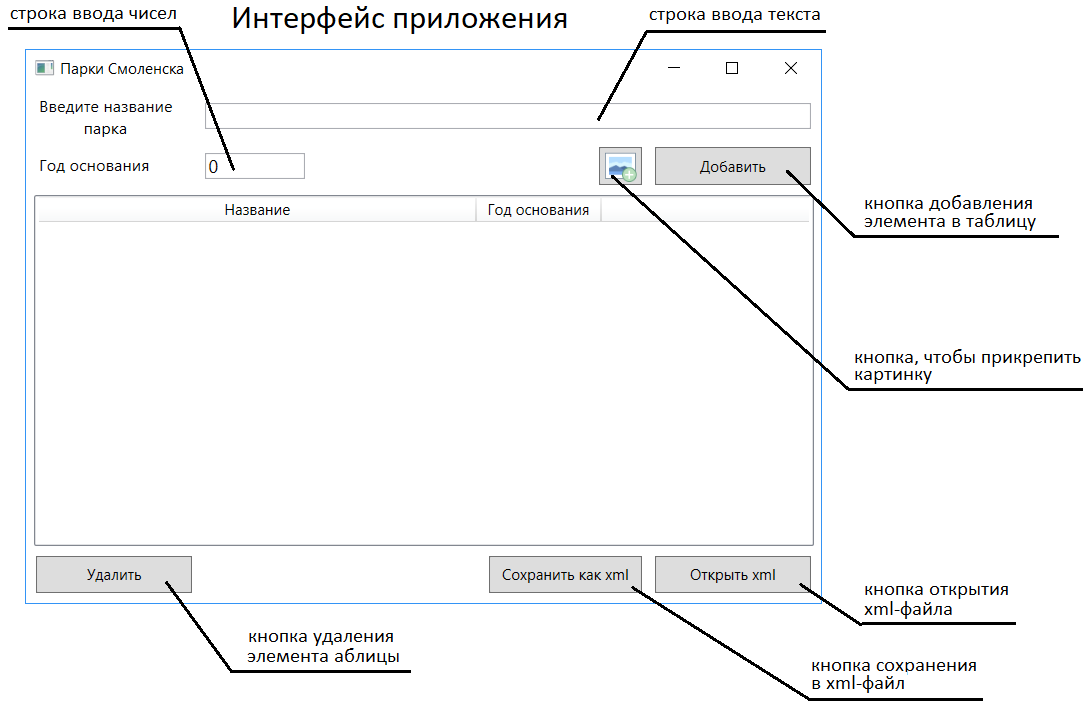 строка ввода чисел
Интерфейс приложения
строка ввода текста
Парки Смоленска
Введите название
парка
Год основания
0
Добавить
кнопка добавления
элемента в таблицу
Название
Год основания
кнопка, чтобы прикрепить
картинку
Удалить
Сохранить как xml
Открыть xml
кнопка открытия
xml-файла
кнопка удаления
элемента аблицы
кнопка сохранения
в xml-файл